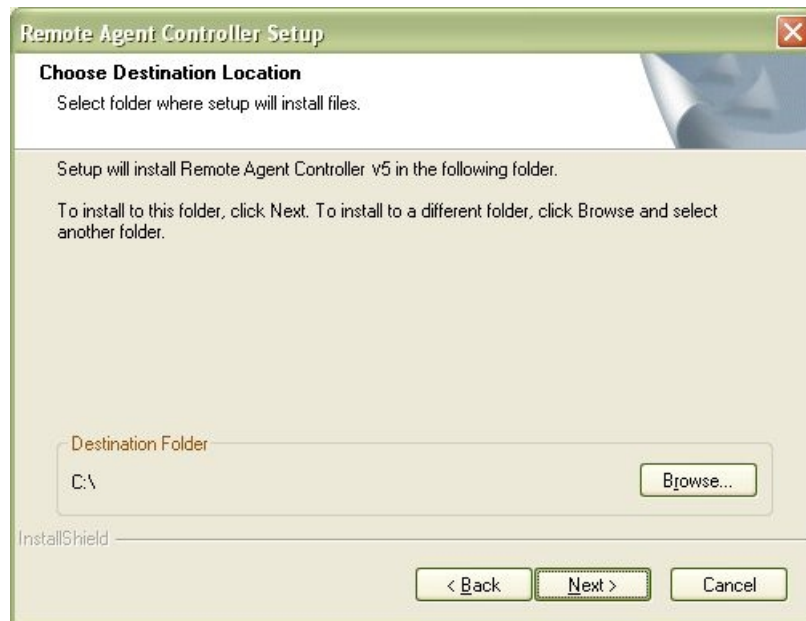 Remote Agent Controller Setup
Choose Destination Location
Select folder where setup will install files.
Setup will install Remote Agent Controller v5 in the following folder.
To install to this folder, click Next. To install to a different folder, click Browse and select
another folder.
Destination Folder
C:\
Browse...
InstallShield
< Back
Next >
Cancel